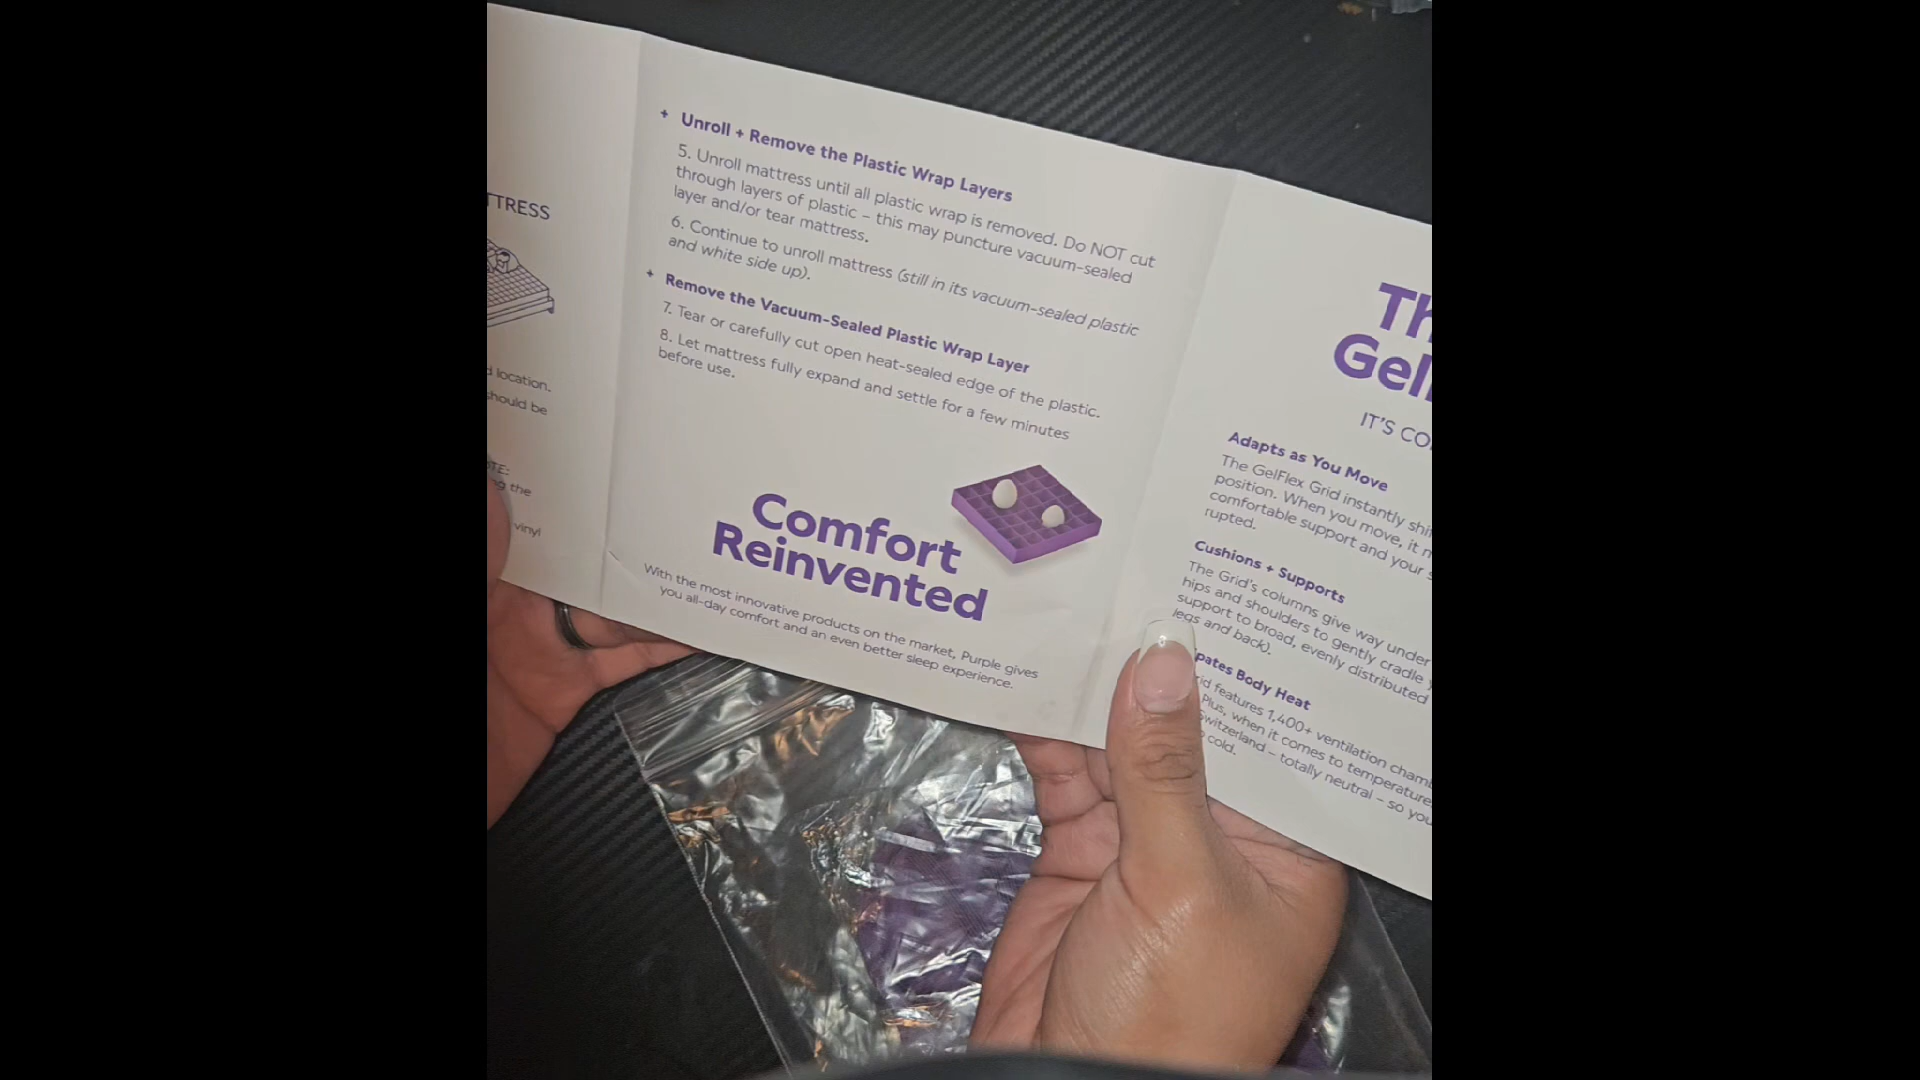 TTRESS
location.
should be
TE:
ng the
vinyl
+ Unroll + Remove the Plastic Wrap Layers
5. Unroll mattress until all plastic wrap is removed. Do NOT cut
through layers of plastic – this may puncture vacuum-sealed
layer and/or tear mattress.
6. Continue to unroll mattress (still in its vacuum-sealed plastic
and white side up).
+ Remove the Vacuum-Sealed Plastic Wrap Layer
7. Tear or carefully cut open heat-sealed edge of the plastic.
8. Let mattress fully expand and settle for a few minutes
before use.
Comfort
Reinvented
With the most innovative products on the market, Purple gives
you all-day comfort and an even better sleep experience.
Th
Gel
IT'S CO
Adapts as You Move
The GelFlex Grid instantly shi
position. When you move, it m
comfortable support and your s
rupted.
Cushions + Supports
The Grid's columns give way under
hips and shoulders to gently cradle
support to broad, evenly distributed
legs and back).
pates Body Heat
id features 1,400+ ventilation cham
Plus, when it comes to temperature,
Switzerland – totally neutral – so you
cold.